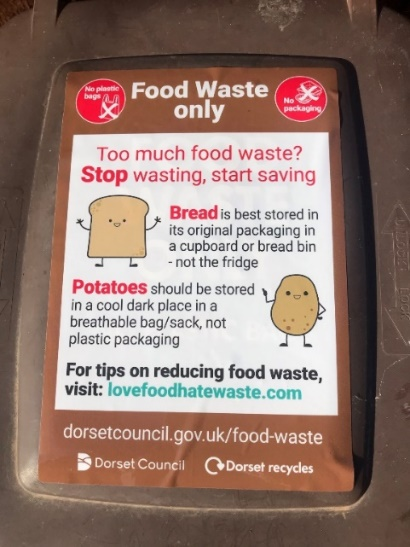 No plastic
bags
Food Waste
only
No
packaging
Too much food waste?
Stop wasting, start saving
Bread is best stored in
its original packaging in
a cupboard or bread bin
- not the fridge
Potatoes should be stored
in a cool dark place in a
breathable bag/sack, not
plastic packaging
For tips on reducing food waste,
visit: lovefoodhatewaste.com
dorsetcouncil.gov.uk/food-waste
Dorset Council
Dorset recycles